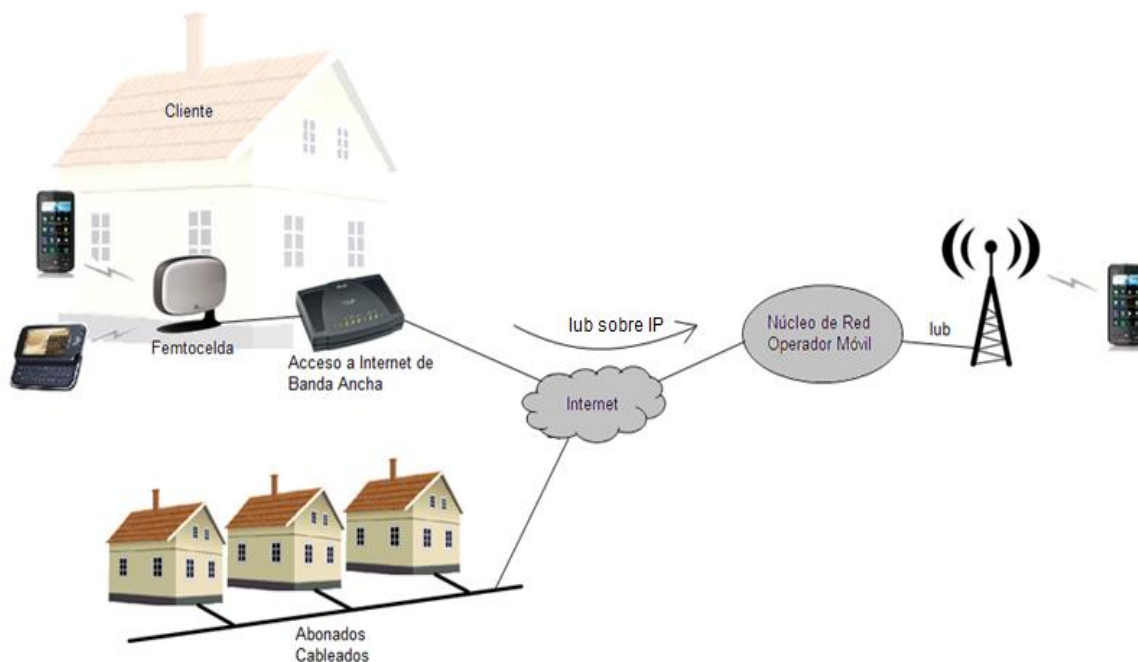 Cliente
Femtocelda
Acceso a Internet de
Banda Ancha
Iub sobre IP
Internet
Núcleo de Red
Operador Móvil
Iub
Abonados
Cableados